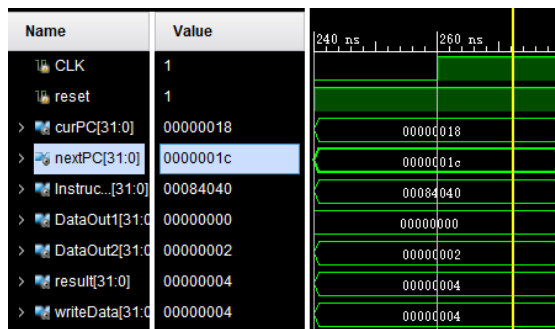 Name Value
240 ns 260 ns
CLK 1
reset 1
curPC[31:0] 00000018 00000018
nextPC[31:0] 0000001c 0000001c
Instruc...[31:0] 00084040 00084040
DataOut1[31:0 00000000 00000000
DataOut2[31:0 00000002 00000002
result[31:0] 00000004 00000004
writeData[31:0 00000004 00000004